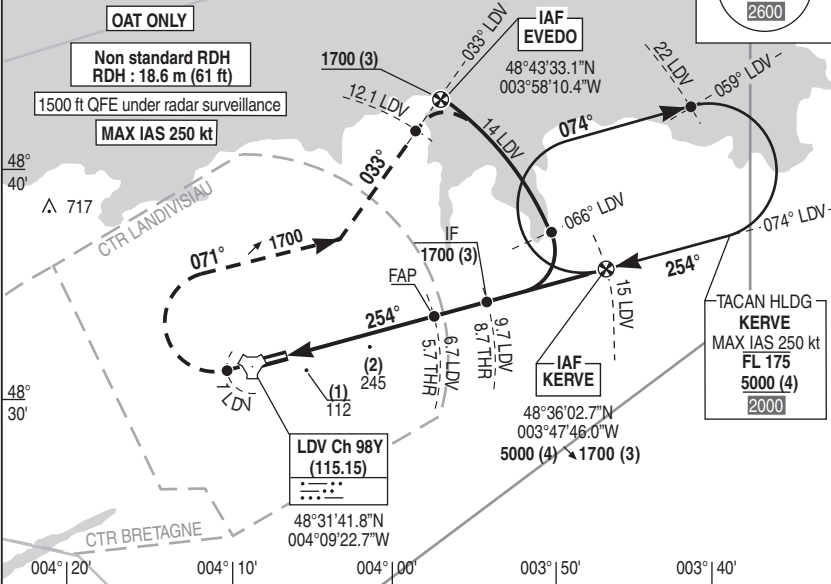 OAT ONLY
2600
Non standard RDH
RDH : 18.6 m (61 ft)
1500 ft QFE under radar surveillance
MAX IAS 250 kt
IAF
EVEDO
48°43'33.1"N
003°58'10.4"W
1700 (3)
033° LDV
12.1 LDV
14 LDV
22 LDV
059° LDV
074°
033°
48°
40'
717
CTR LANDIVISIAU
071°
1700
066° LDV
074° LDV
IF
1700 (3)
FAP
254°
254°
15 LDV
9.7 LDV
8.7 THR
6.7 LDV
5.7 THR
TACAN HLDG
KERVE
MAX IAS 250 kt
FL 175
5000 (4)
2000
IAF
KERVE
48°36'02.7"N
003°47'46.0"W
5000 (4) ↘ 1700 (3)
(2)
245
(1)
112
1 LDV
48°
30'
LDV Ch 98Y
(115.15)
48°31'41.8"N
004°09'22.7"W
CTR BRETAGNE
004° 20'
004° 10'
004° 00'
003° 50'
003° 40'